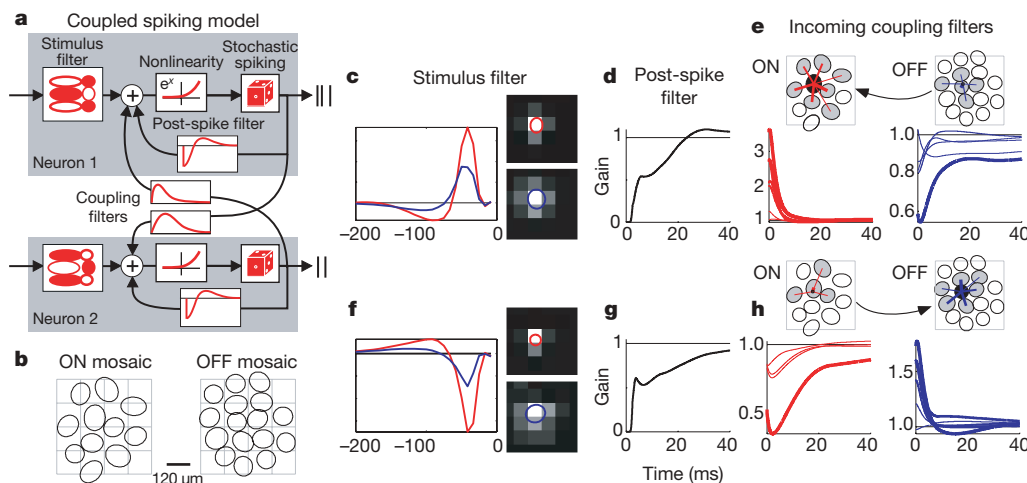 a Coupled spiking model
Stimulus filter
Nonlinearity
Stochastic spiking
e^x
Post-spike filter
Neuron 1
Coupling filters
Neuron 2
b ON mosaic OFF mosaic
120 µm
c Stimulus filter
−200 −100 0
d Post-spike filter
Gain
1
0
0 20 40
e Incoming coupling filters
ON OFF
3
2
1
0 20 40
1.0
0.8
0.6
0 20 40 ms
f
−200 −100 0
g
Gain
1
0
0 20 40
Time (ms)
ON OFF
h
1.0
0.5
0 20 40
1.5
1.0
0 20 40